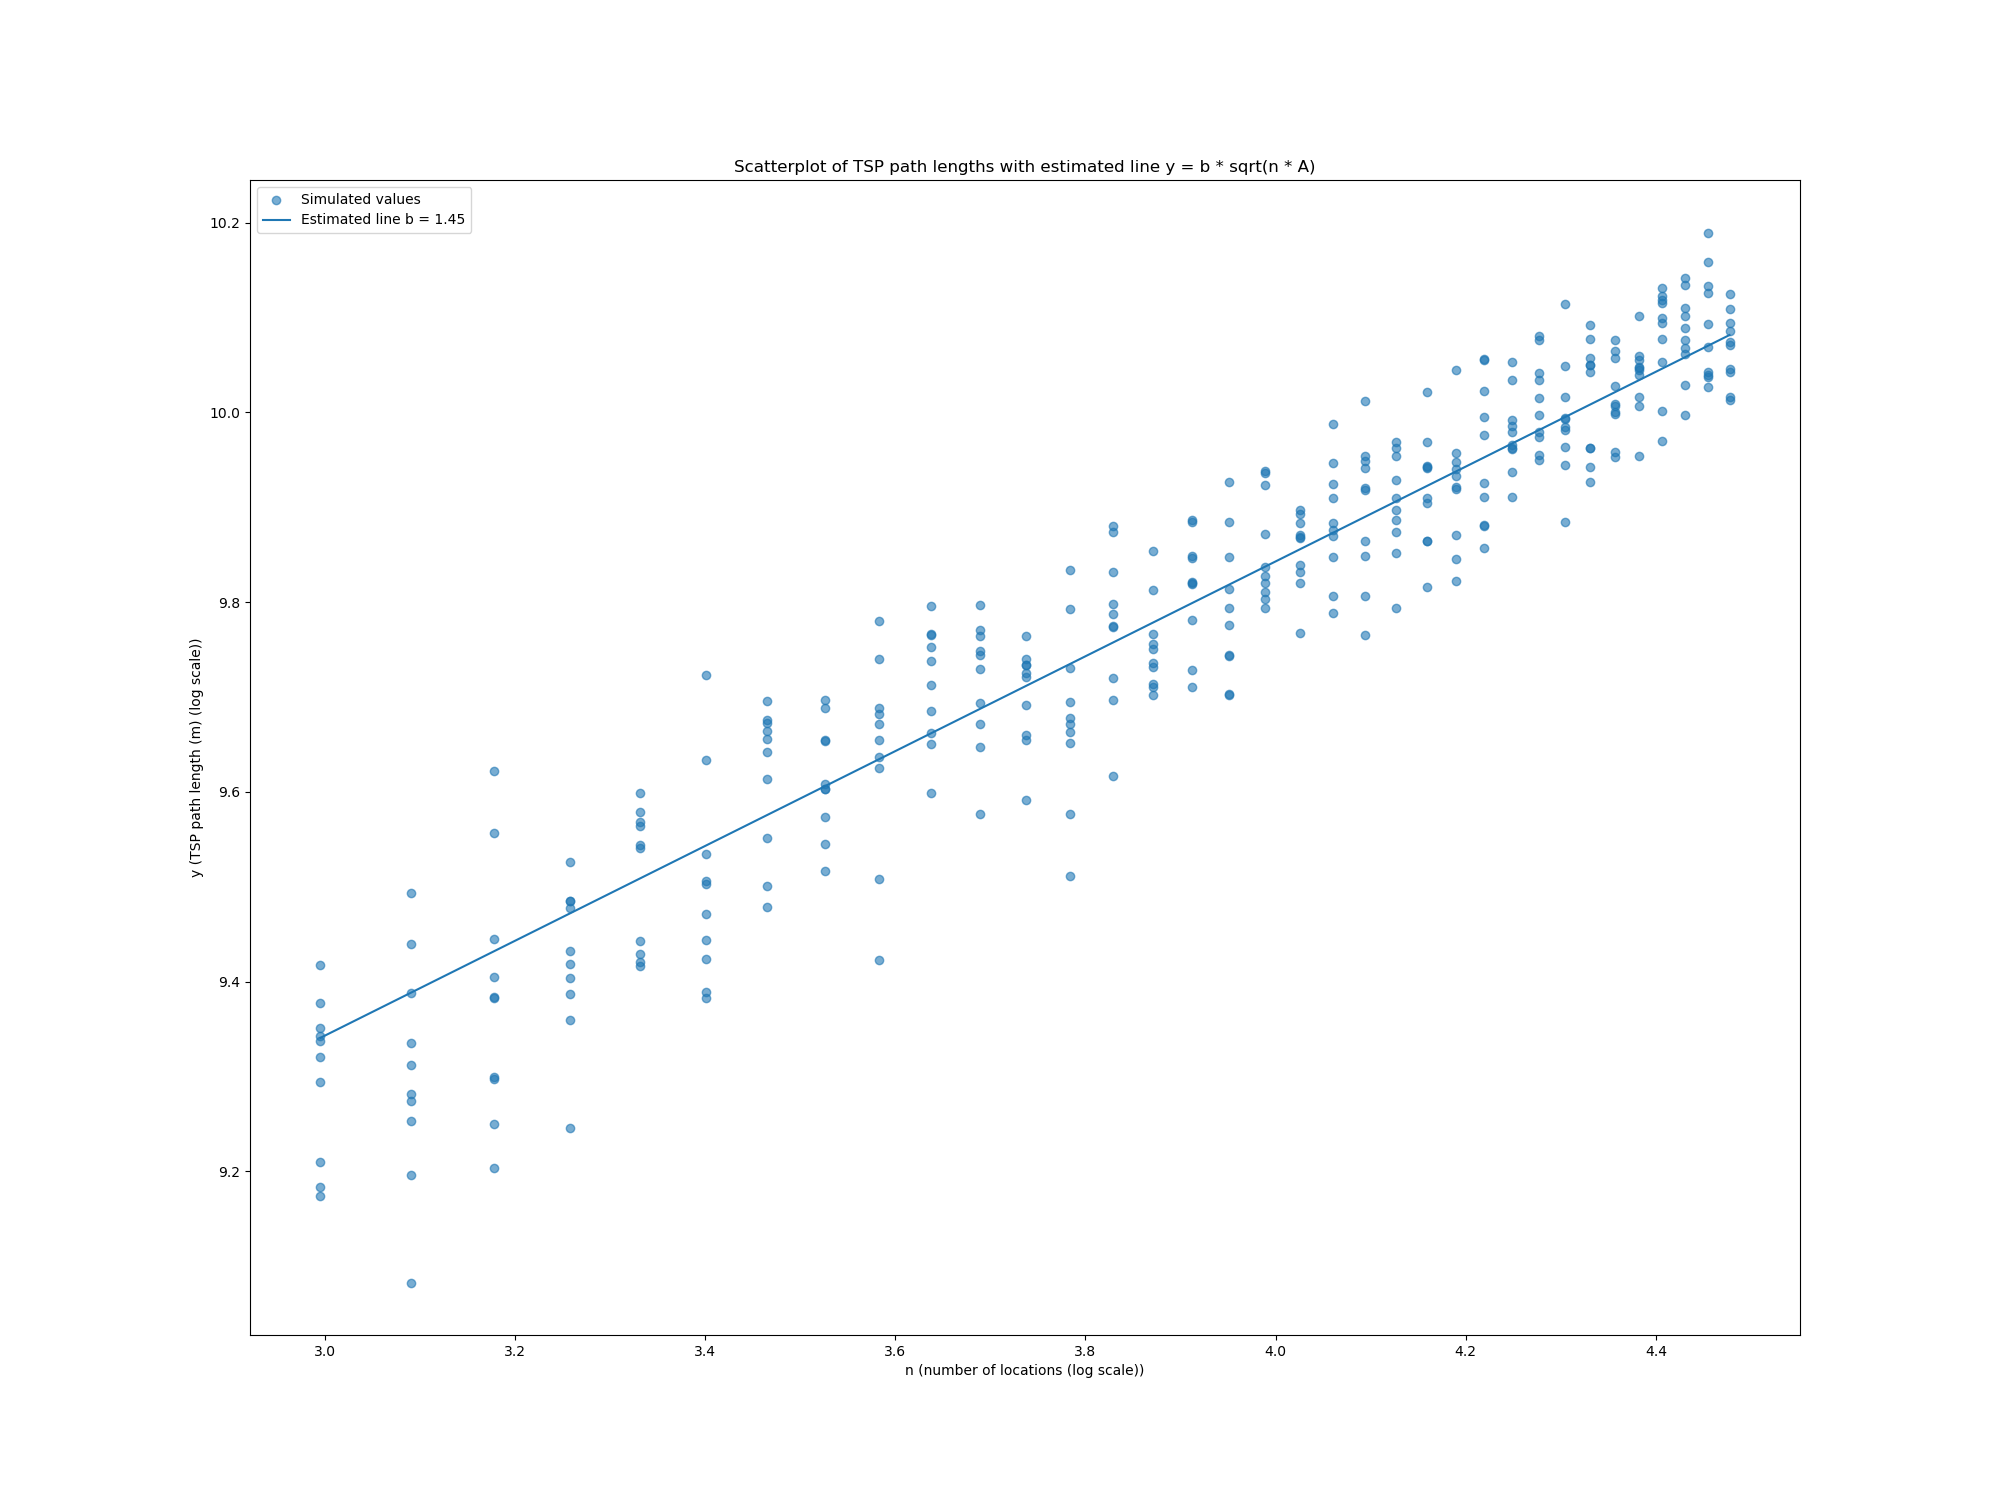 Scatterplot of TSP path lengths with estimated line y = b * sqrt(n * A)
Simulated values
Estimated line b = 1.45
10.2
10.0
9.8
9.6
9.4
9.2
y (TSP path length (m) (log scale))
3.0 3.2 3.4 3.6 3.8 4.0 4.2 4.4
n (number of locations (log scale))